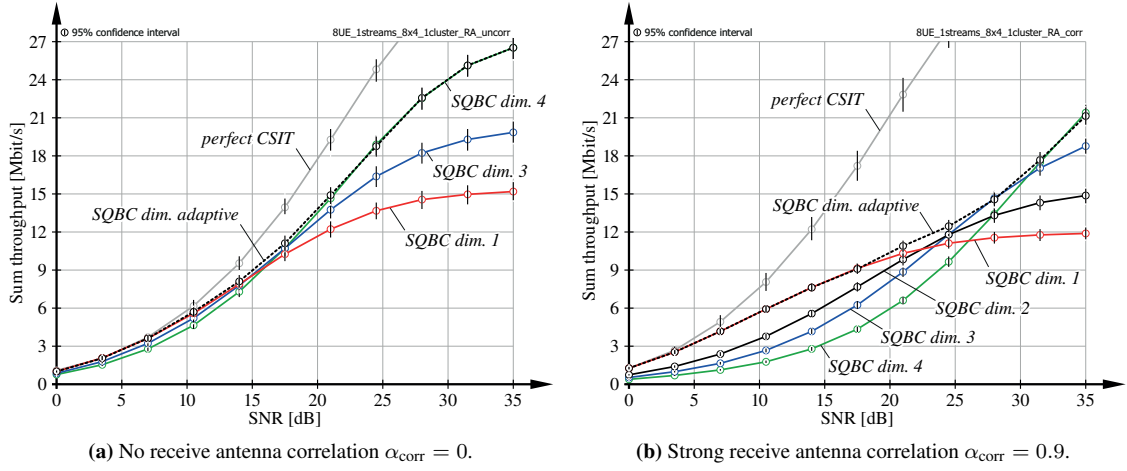 95% confidence interval
8UE_1streams_8x4_1cluster_RA_uncorr
27
24
21
18
15
12
9
6
3
0
Sum throughput [Mbit/s]
perfect CSIT
SQBC dim. 4
SQBC dim. 3
SQBC dim. adaptive
SQBC dim. 1
0
5
10
15
20
25
30
35
SNR [dB]
(a) No receive antenna correlation αcorr = 0.
95% confidence interval
8UE_1streams_8x4_1cluster_RA_corr
27
24
21
18
15
12
9
6
3
0
Sum throughput [Mbit/s]
perfect CSIT
SQBC dim. adaptive
SQBC dim. 1
SQBC dim. 2
SQBC dim. 3
SQBC dim. 4
0
5
10
15
20
25
30
35
SNR [dB]
(b) Strong receive antenna correlation αcorr = 0.9.